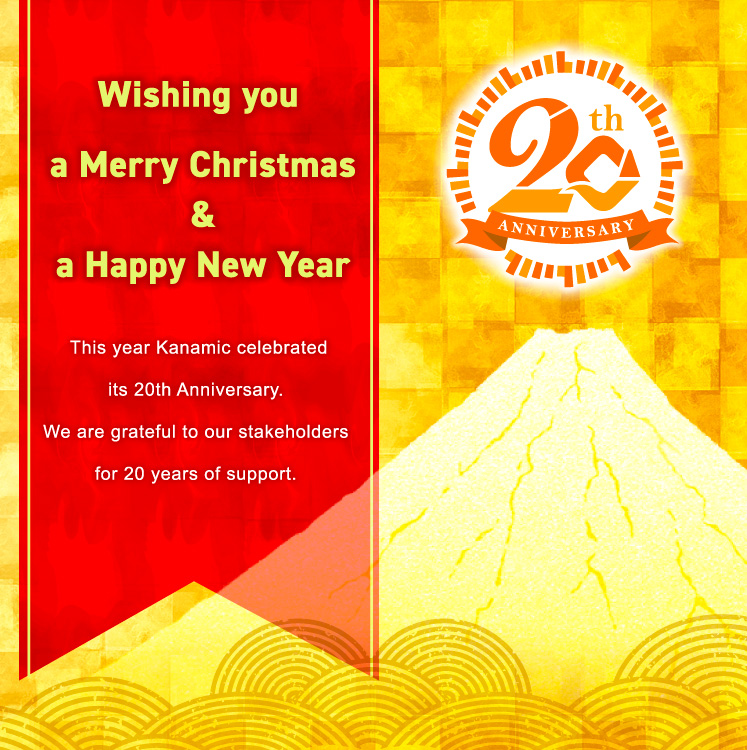 Wishing you
a Merry Christmas
&
a Happy New Year
This year Kanamic celebrated
its 20th Anniversary.
We are grateful to our stakeholders
for 20 years of support.
20th
ANNIVERSARY